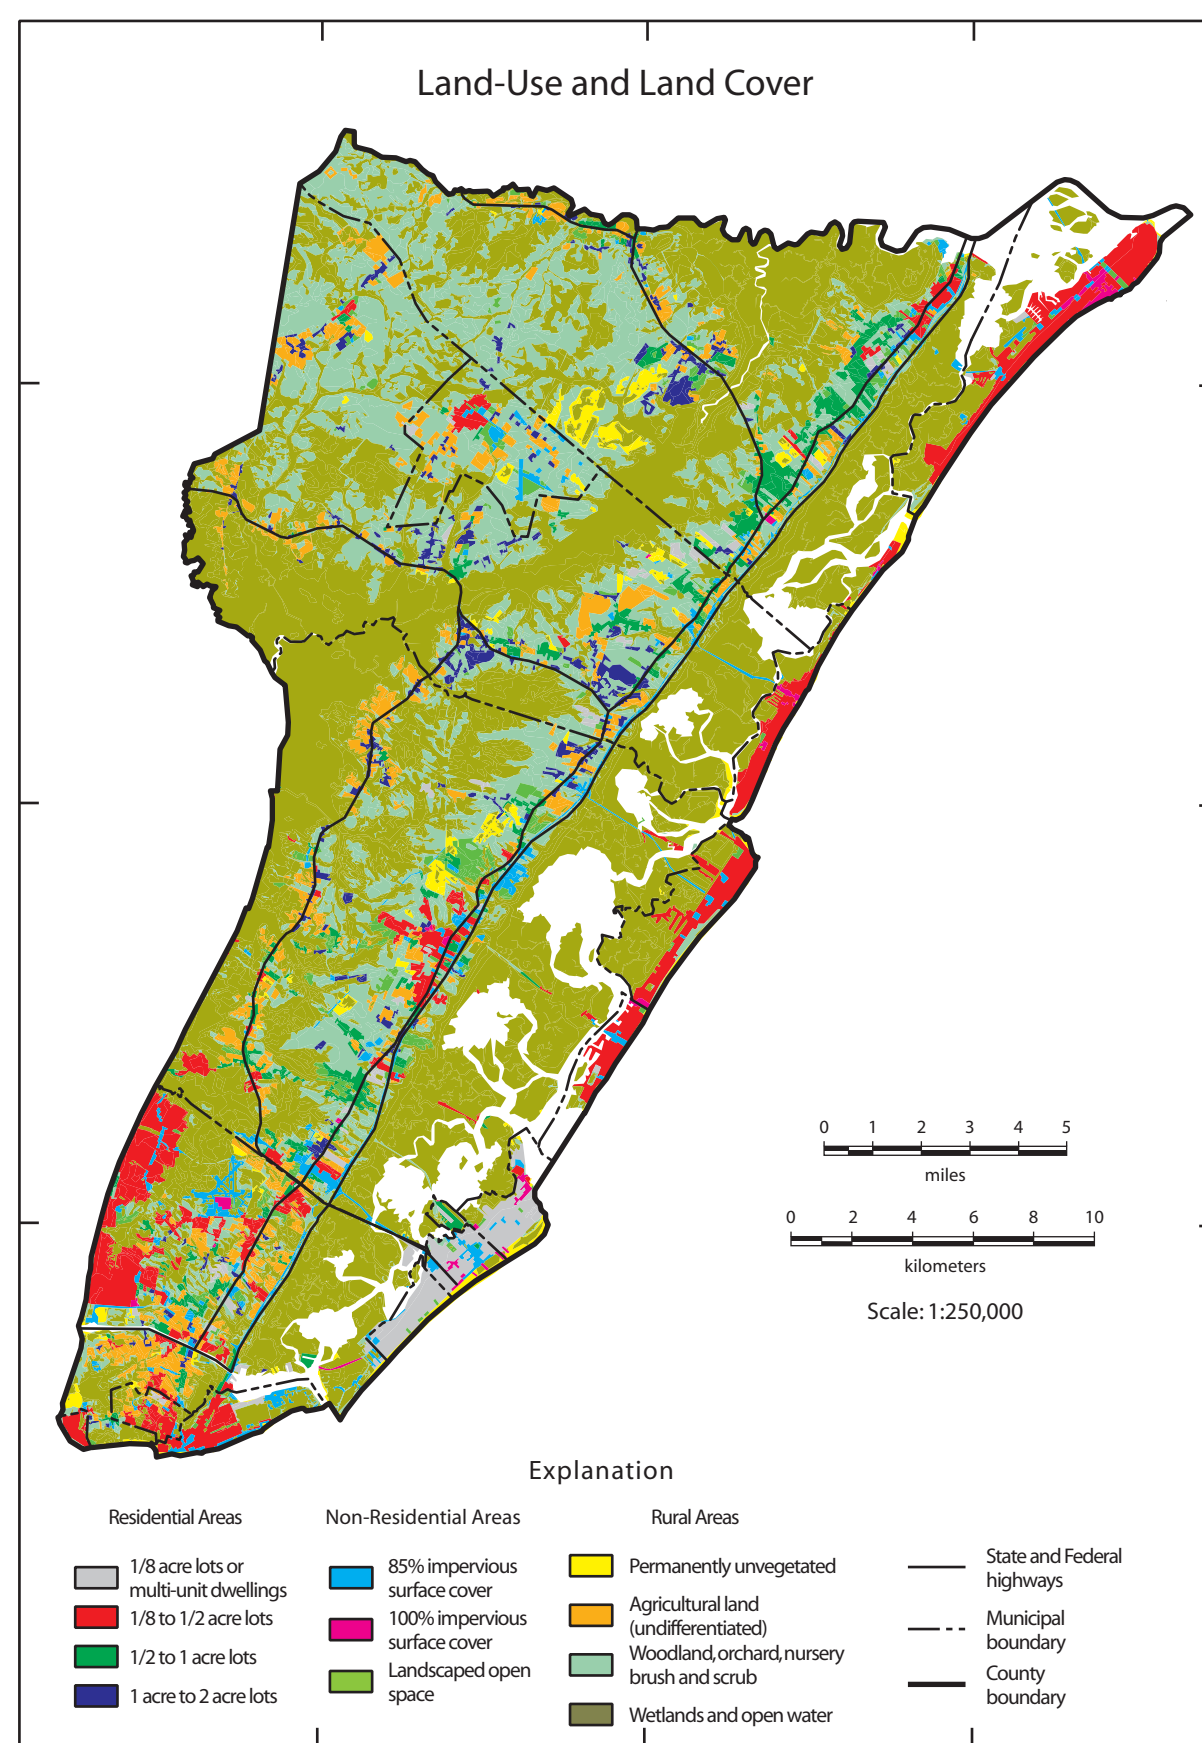 Land-Use and Land Cover
0 1 2 3 4 5
miles
0 2 4 6 8 10
kilometers
Scale: 1:250,000
Explanation
Residential Areas
1/8 acre lots or
multi-unit dwellings
1/8 to 1/2 acre lots
1/2 to 1 acre lots
1 acre to 2 acre lots
Non-Residential Areas
85% impervious
surface cover
100% impervious
surface cover
Landscaped open
space
Rural Areas
Permanently unvegetated
Agricultural land
(undifferentiated)
Woodland, orchard, nursery
brush and scrub
Wetlands and open water
State and Federal
highways
Municipal
boundary
County
boundary